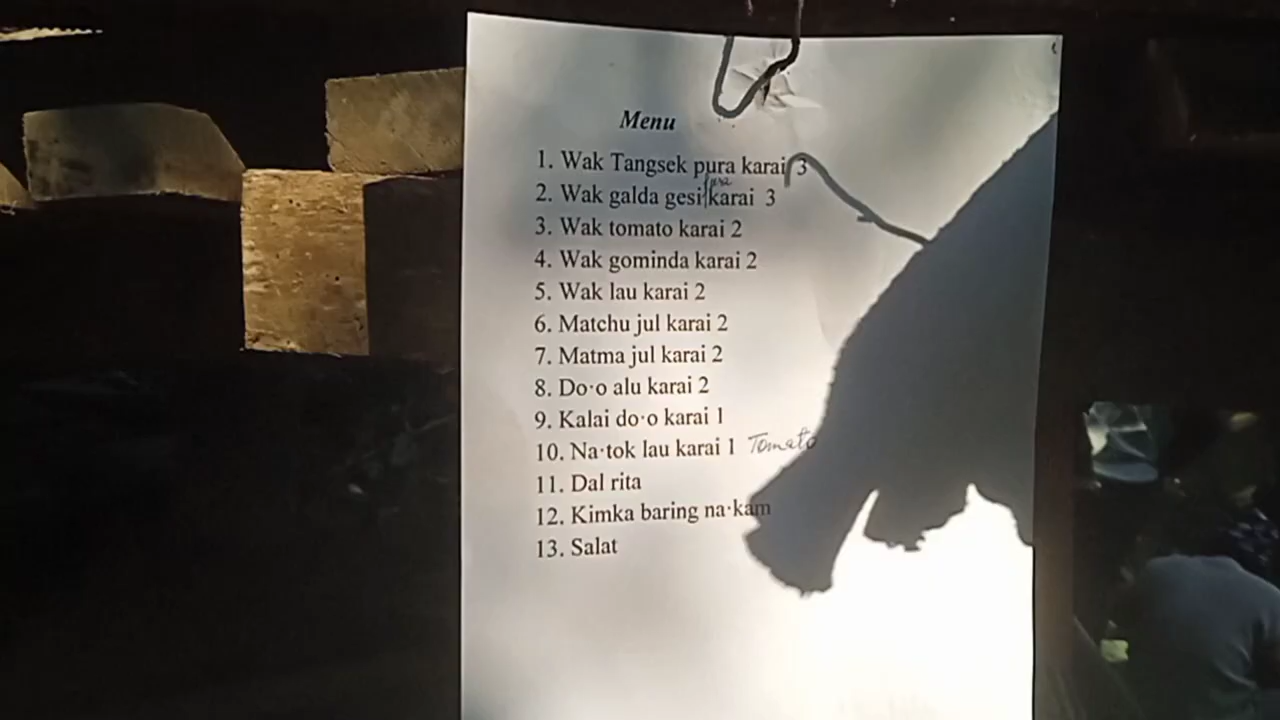 Menu
1. Wak Tangsek pura karai 3
2. Wak galda gesi pura karai 3
3. Wak tomato karai 2
4. Wak gominda karai 2
5. Wak lau karai 2
6. Matchu jul karai 2
7. Matma jul karai 2
8. Do·o alu karai 2
9. Kalai do·o karai 1
10. Na·tok lau karai 1 Tomato
11. Dal rita
12. Kimka baring na·kam
13. Salat